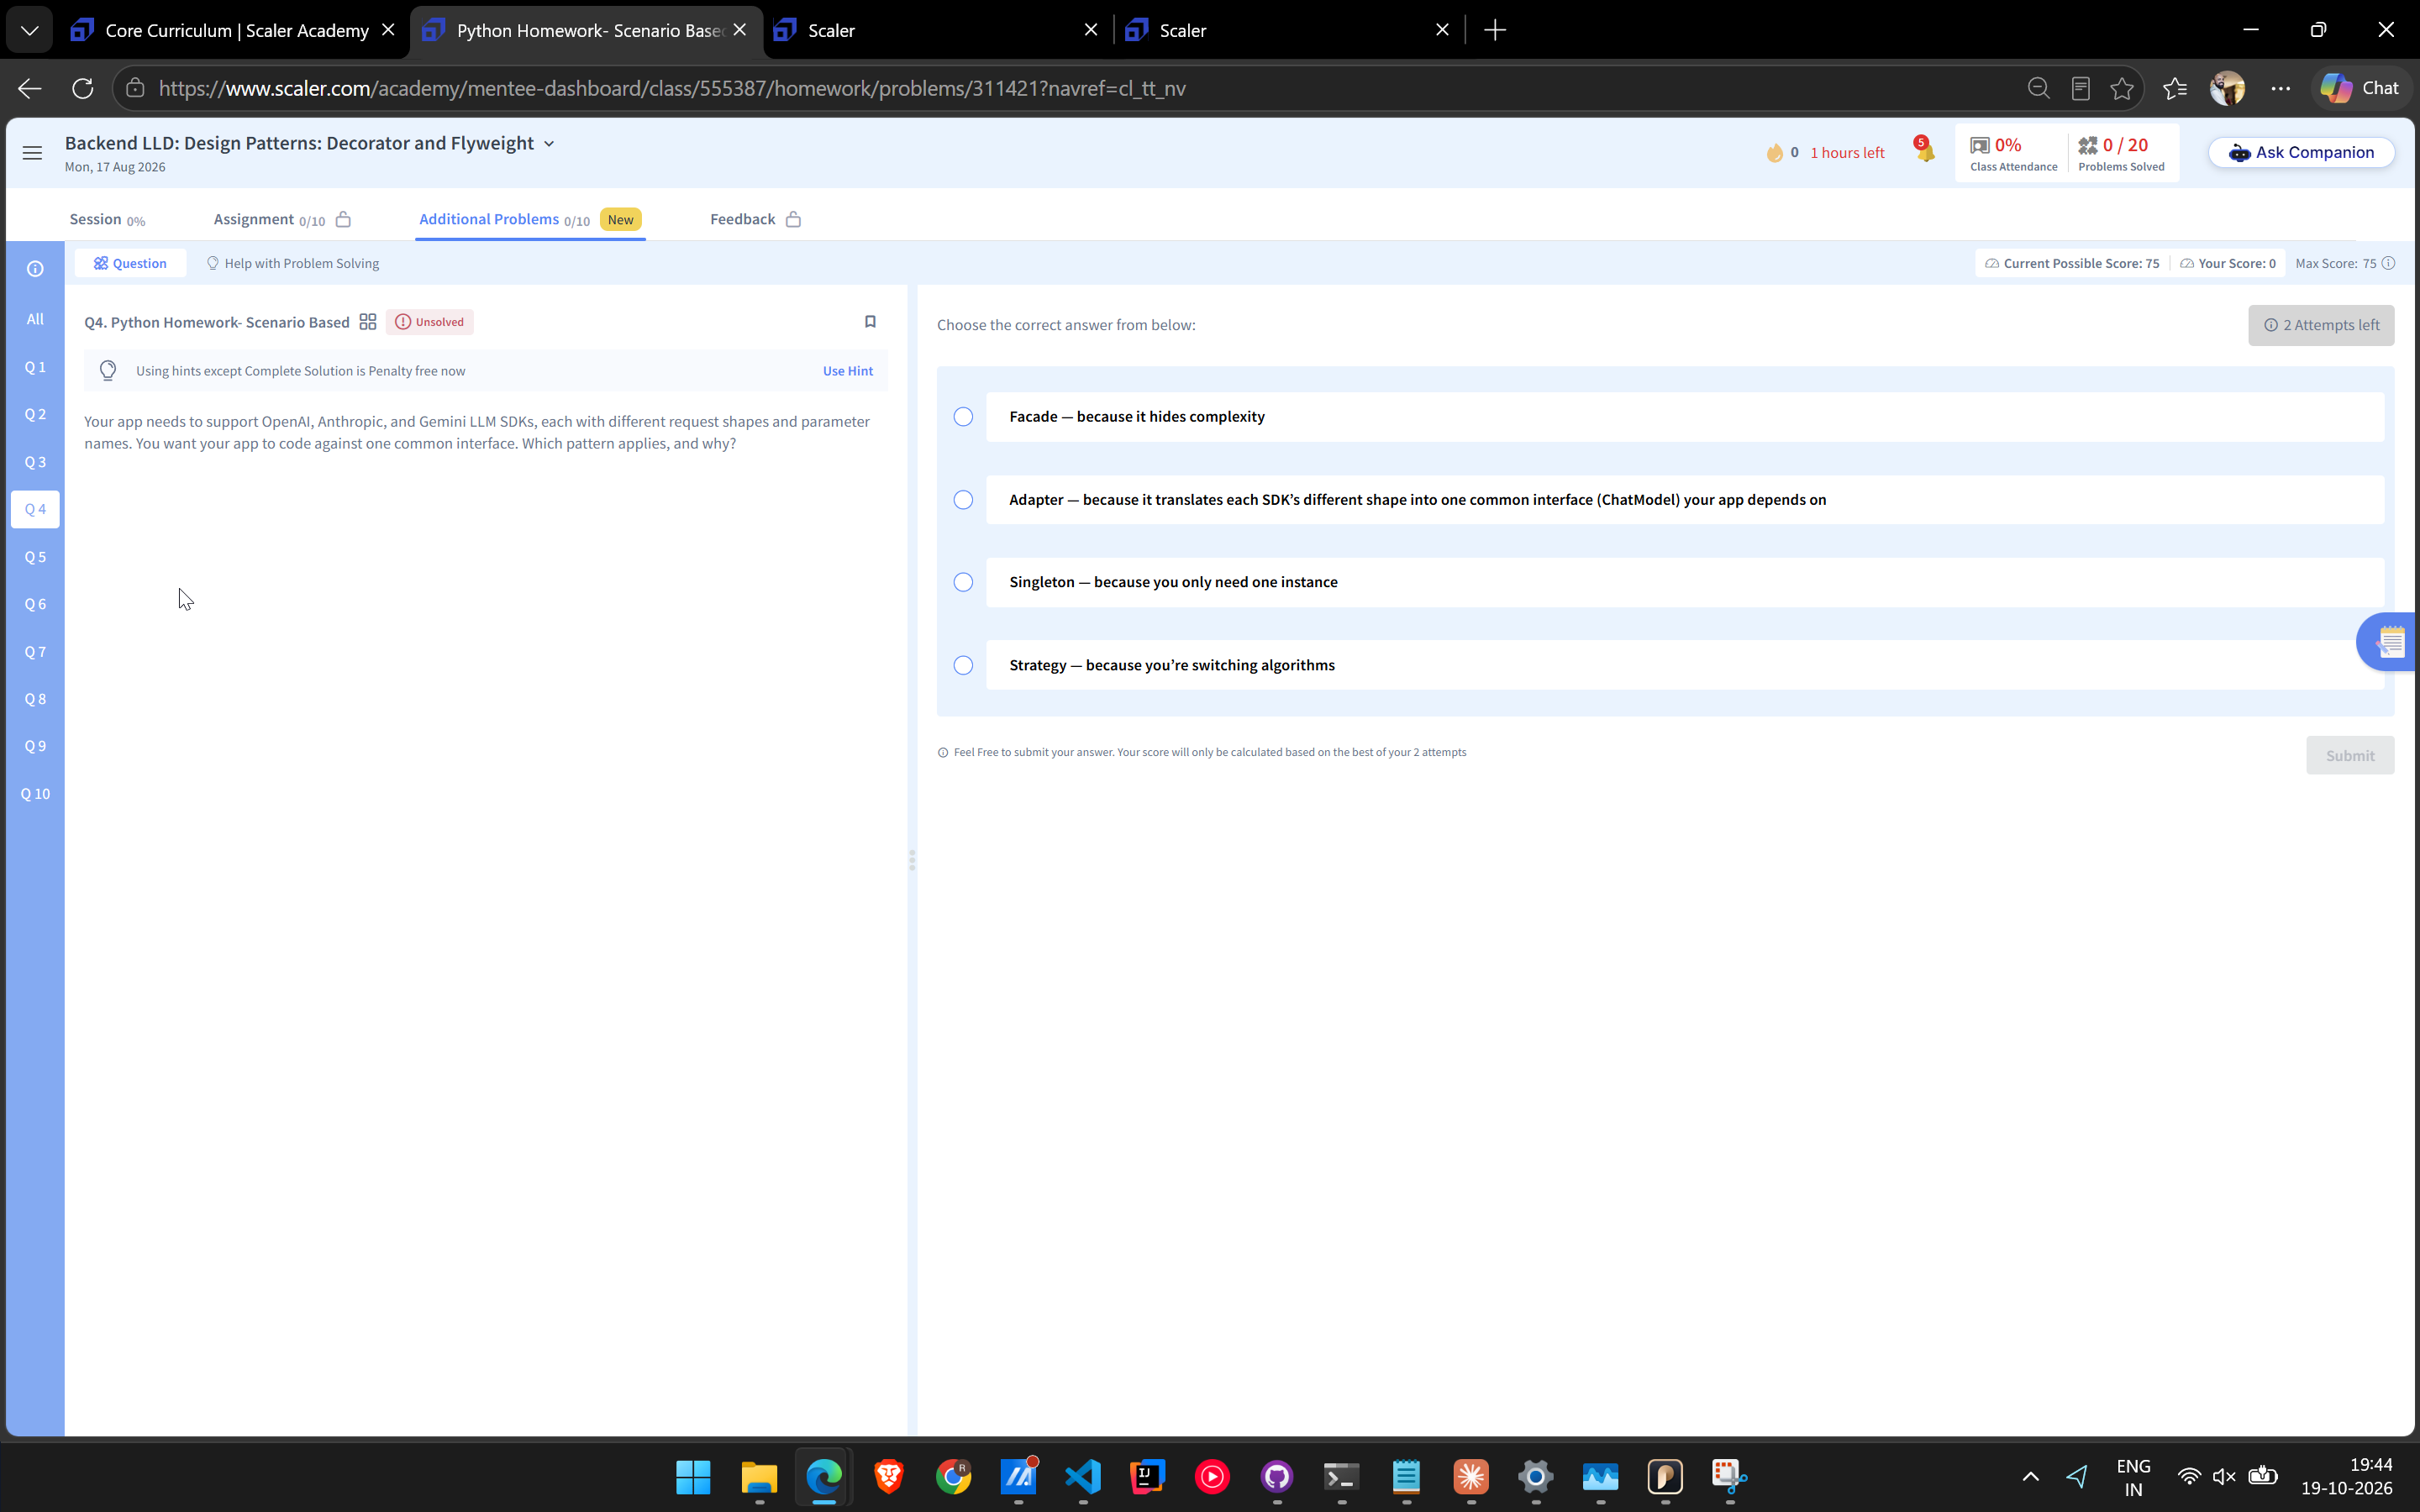 Core Curriculum | Scaler Academy
Python Homework- Scenario Base
Scaler
Scaler
https://www.scaler.com/academy/mentee-dashboard/class/555387/homework/problems/311421?navref=cl_tt_nv
Chat
Backend LLD: Design Patterns: Decorator and Flyweight
Mon, 17 Aug 2026
0
1 hours left
5
0%
Class Attendance
0 / 20
Problems Solved
Ask Companion
Session 0%
Assignment 0/10
Additional Problems 0/10 New
Feedback
Question
Help with Problem Solving
Current Possible Score: 75
Your Score: 0
Max Score: 75
All
Q 1
Q 2
Q 3
Q 4
Q 5
Q 6
Q 7
Q 8
Q 9
Q 10
Q4. Python Homework- Scenario Based
Unsolved
Using hints except Complete Solution is Penalty free now
Use Hint
Your app needs to support OpenAI, Anthropic, and Gemini LLM SDKs, each with different request shapes and parameter
names. You want your app to code against one common interface. Which pattern applies, and why?
Choose the correct answer from below:
2 Attempts left
Facade — because it hides complexity
Adapter — because it translates each SDK’s different shape into one common interface (ChatModel) your app depends on
Singleton — because you only need one instance
Strategy — because you’re switching algorithms
Feel Free to submit your answer. Your score will only be calculated based on the best of your 2 attempts
Submit
R
IJ
ENG
IN
19:44
19-10-2026